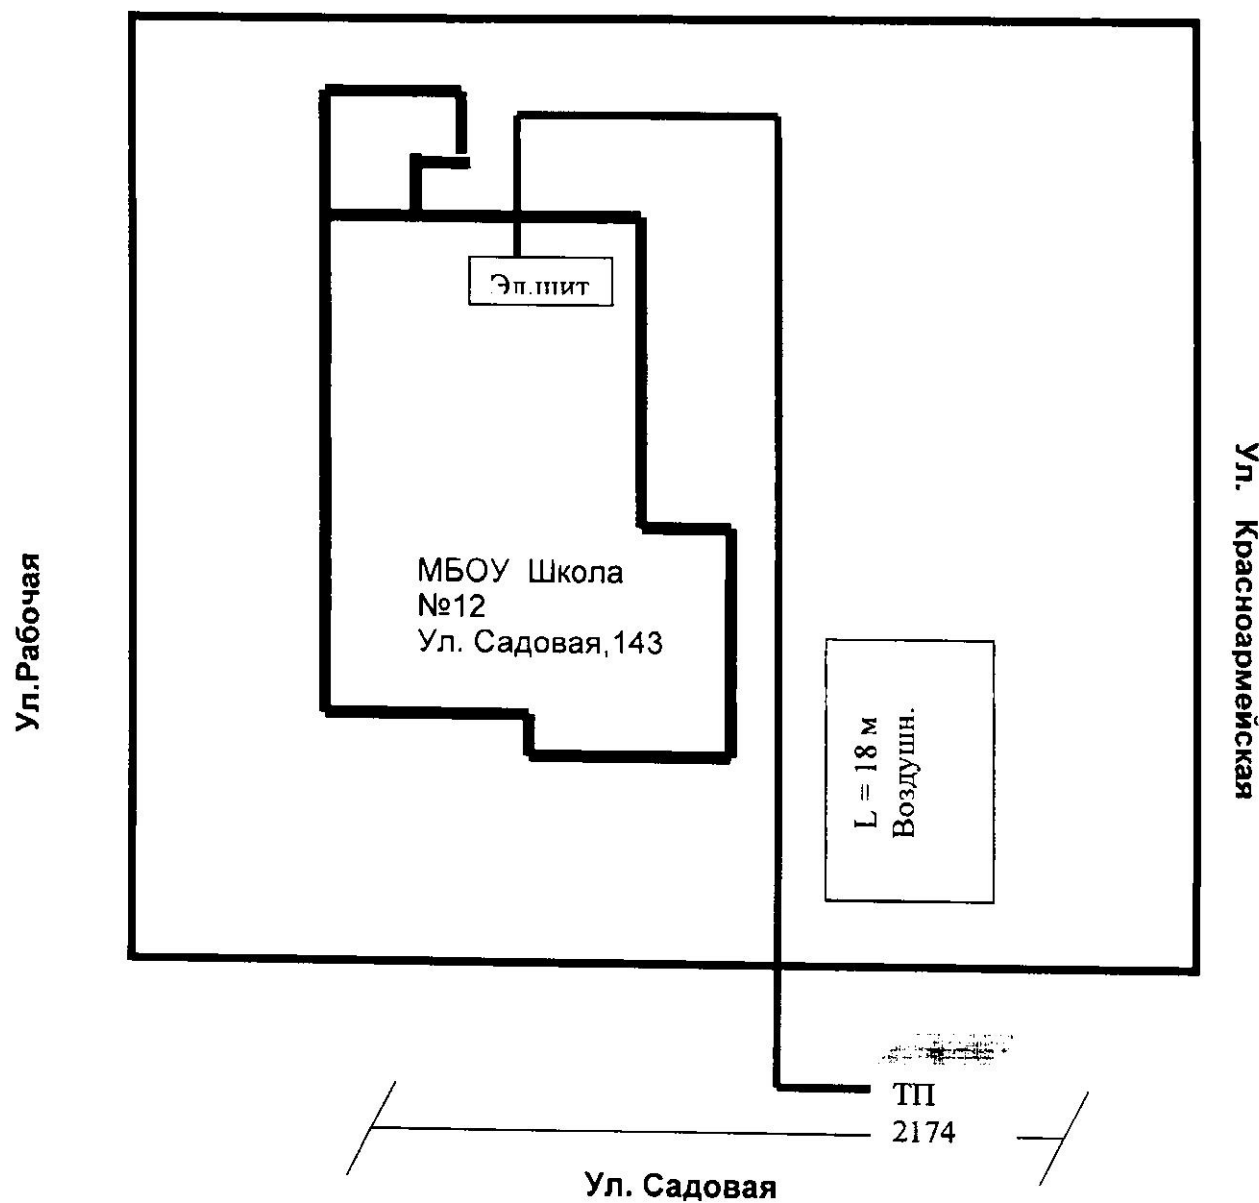 Эл.щит
МБОУ Школа
№12
Ул. Садовая,143
Ул.Рабочая
Ул. Красноармейская
L = 18 м
Воздушн.
ТП
2174
Ул. Садовая